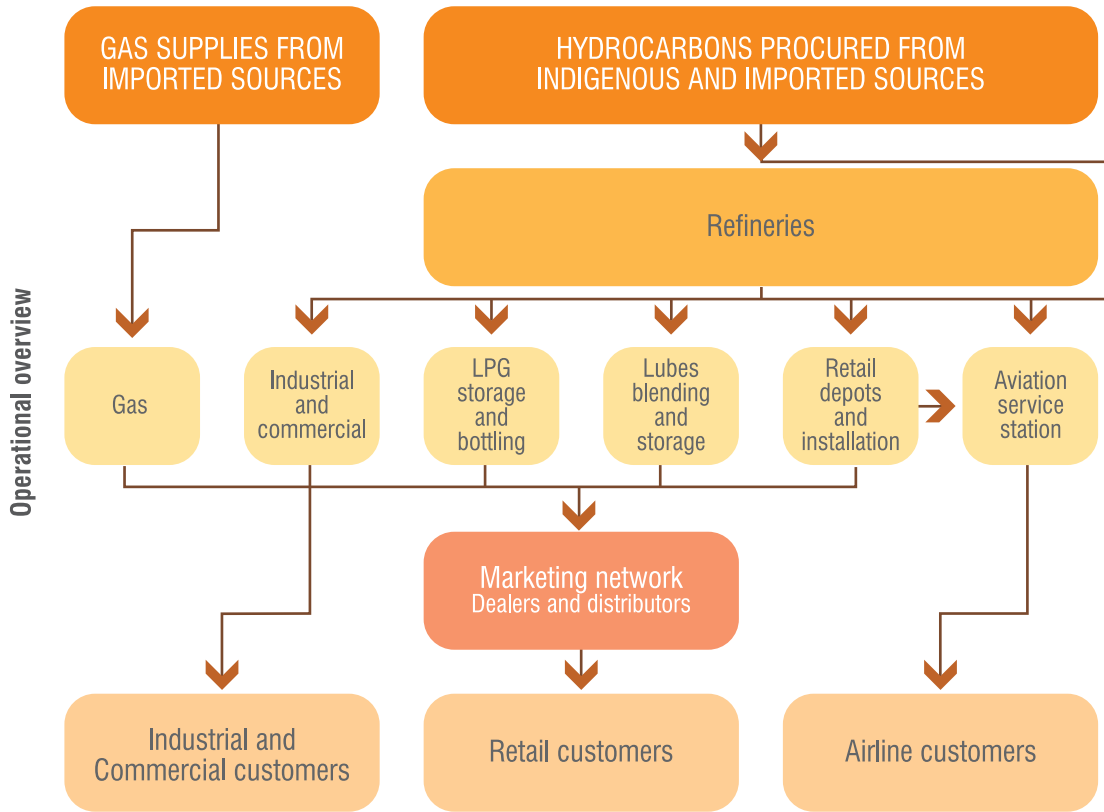 GAS SUPPLIES FROM
IMPORTED SOURCES
HYDROCARBONS PROCURED FROM
INDIGENOUS AND IMPORTED SOURCES
Refineries
Operational overview
Gas
Industrial
and
commercial
LPG
storage
and
bottling
Lubes
blending
and
storage
Retail
depots
and
installation
Aviation
service
station
Marketing network
Dealers and distributors
Industrial and
Commercial customers
Retail customers
Airline customers